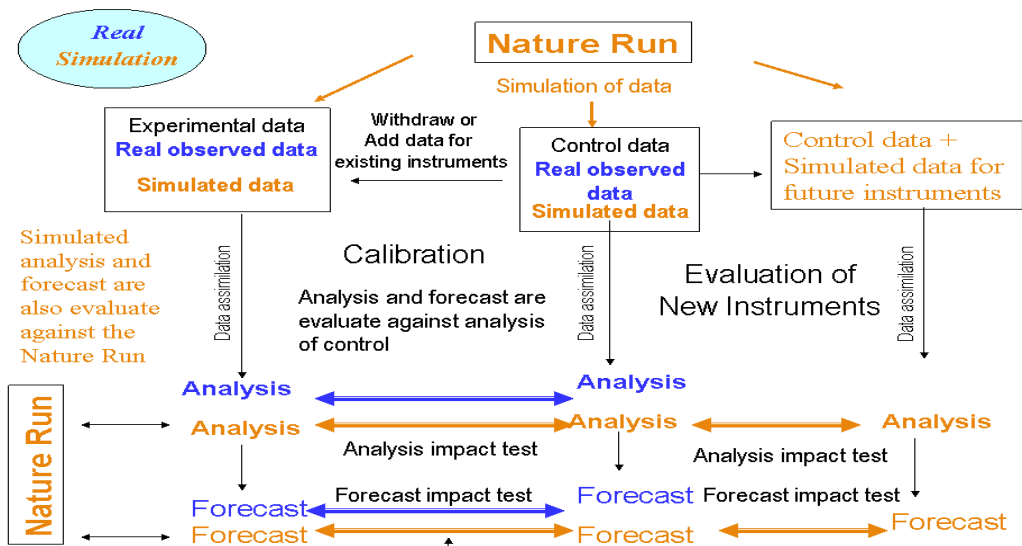 Real
Simulation
Nature Run
Simulation of data
Experimental data
Real observed data
Simulated data
Withdraw or
Add data for
existing instruments
Control data
Real observed
data
Simulated data
Control data +
Simulated data for
future instruments
Simulated
analysis and
forecast are
also evaluate
against the
Nature Run
Data assimilation
Calibration
Analysis and forecast are
evaluate against analysis
of control
Data assimilation
Evaluation of
New Instruments
Data assimilation
Nature Run
Analysis
Analysis
Analysis
Analysis
Analysis
Analysis impact test
Analysis impact test
Forecast
Forecast impact test
Forecast
Forecast impact test
Forecast
Forecast
Forecast